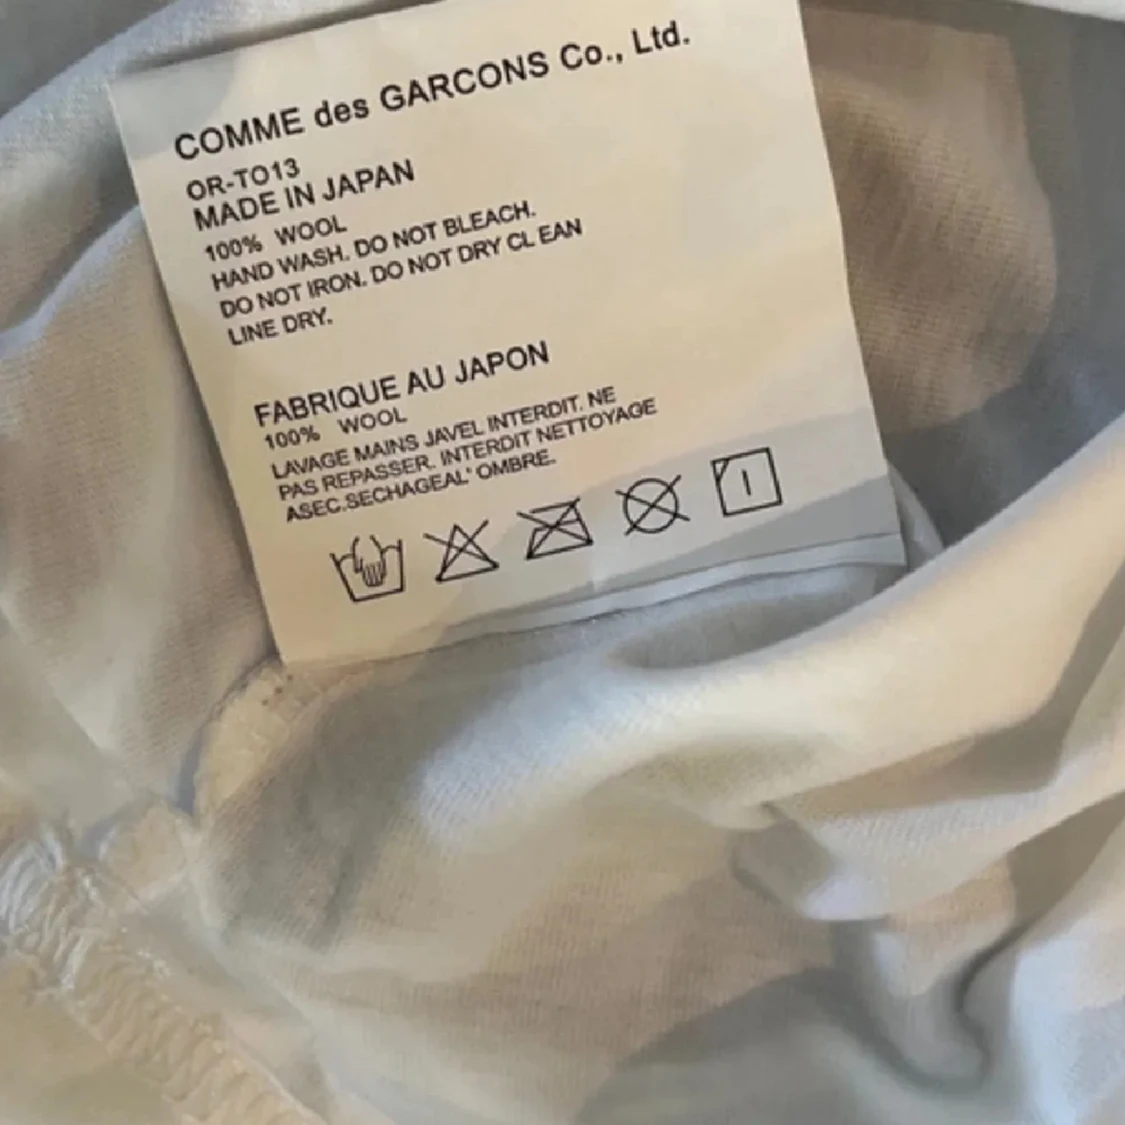 COMME des GARCONS Co., Ltd.
OR-TO13
MADE IN JAPAN
100% WOOL
HAND WASH. DO NOT BLEACH.
DO NOT IRON. DO NOT DRY CL EAN
LINE DRY.
FABRIQUE AU JAPON
100% WOOL
LAVAGE MAINS JAVEL INTERDIT. NE
PAS REPASSER. INTERDIT NETTOYAGE
ASEC.SECHAGEAL' OMBRE.